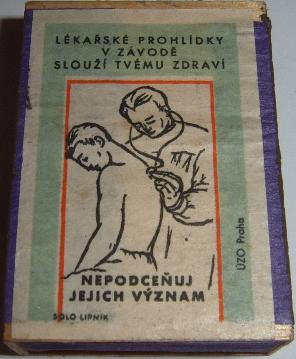 LÉKAŘSKÉ PROHLÍDKY
V ZÁVODĚ
SLOUŽÍ TVÉMU ZDRAVÍ
NEPODCEŇUJ
JEJICH VÝZNAM
SOLO LIPNÍK
ÚZO Praha